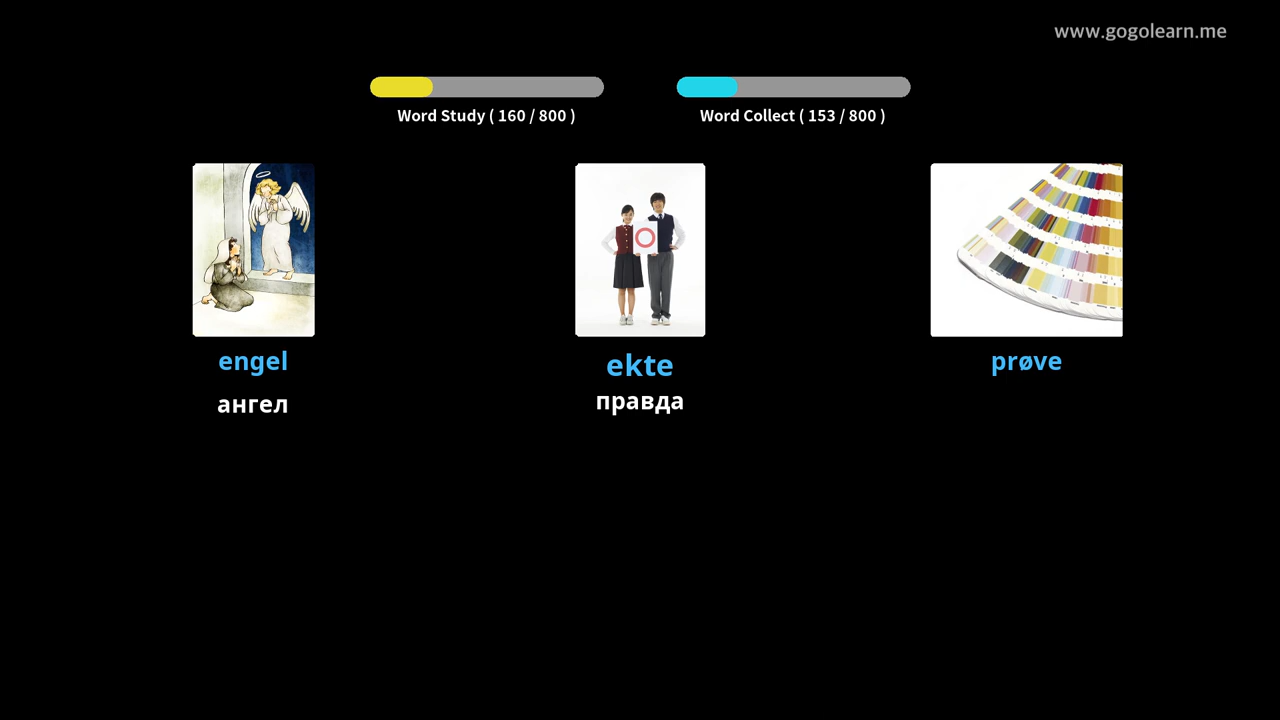 www.gogolearn.me
Word Study ( 160 / 800 )
Word Collect ( 153 / 800 )
engel
ангел
ekte
правда
prøve